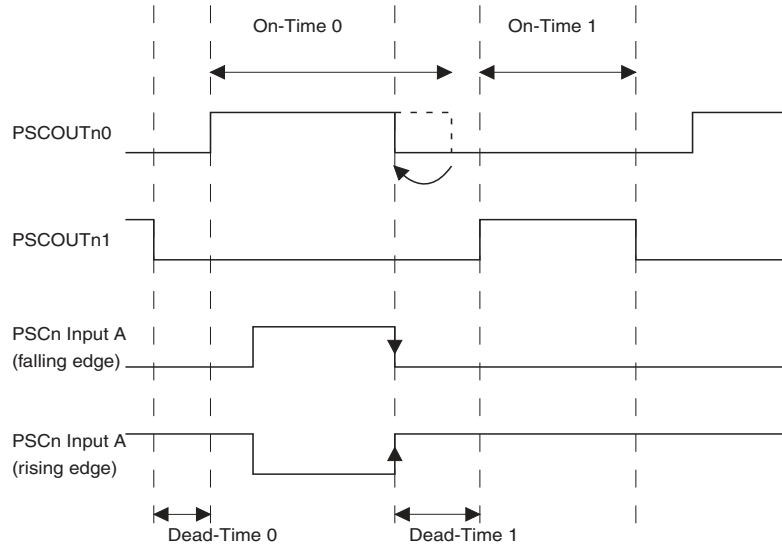 On-Time 0
On-Time 1
PSCOUTn0
PSCOUTn1
PSCn Input A
(falling edge)
PSCn Input A
(rising edge)
Dead-Time 0
Dead-Time 1